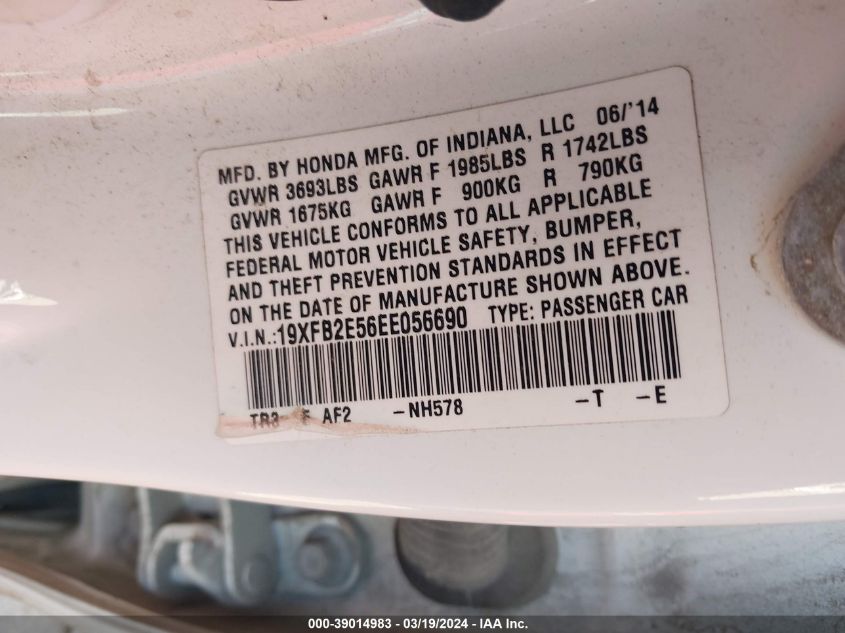 MFD. BY HONDA MFG. OF INDIANA, LLC 06/'14
GVWR 3693LBS GAWR F 1985LBS R 1742LBS
GVWR 1675KG GAWR F 900KG R 790KG
THIS VEHICLE CONFORMS TO ALL APPLICABLE
FEDERAL MOTOR VEHICLE SAFETY, BUMPER,
AND THEFT PREVENTION STANDARDS IN EFFECT
ON THE DATE OF MANUFACTURE SHOWN ABOVE.
V.I.N.:19XFB2E56EE056690 TYPE: PASSENGER CAR
TR3 F AF2 -NH578 -T -E
000-39014983 / 03/19/2024 - IAA Inc.